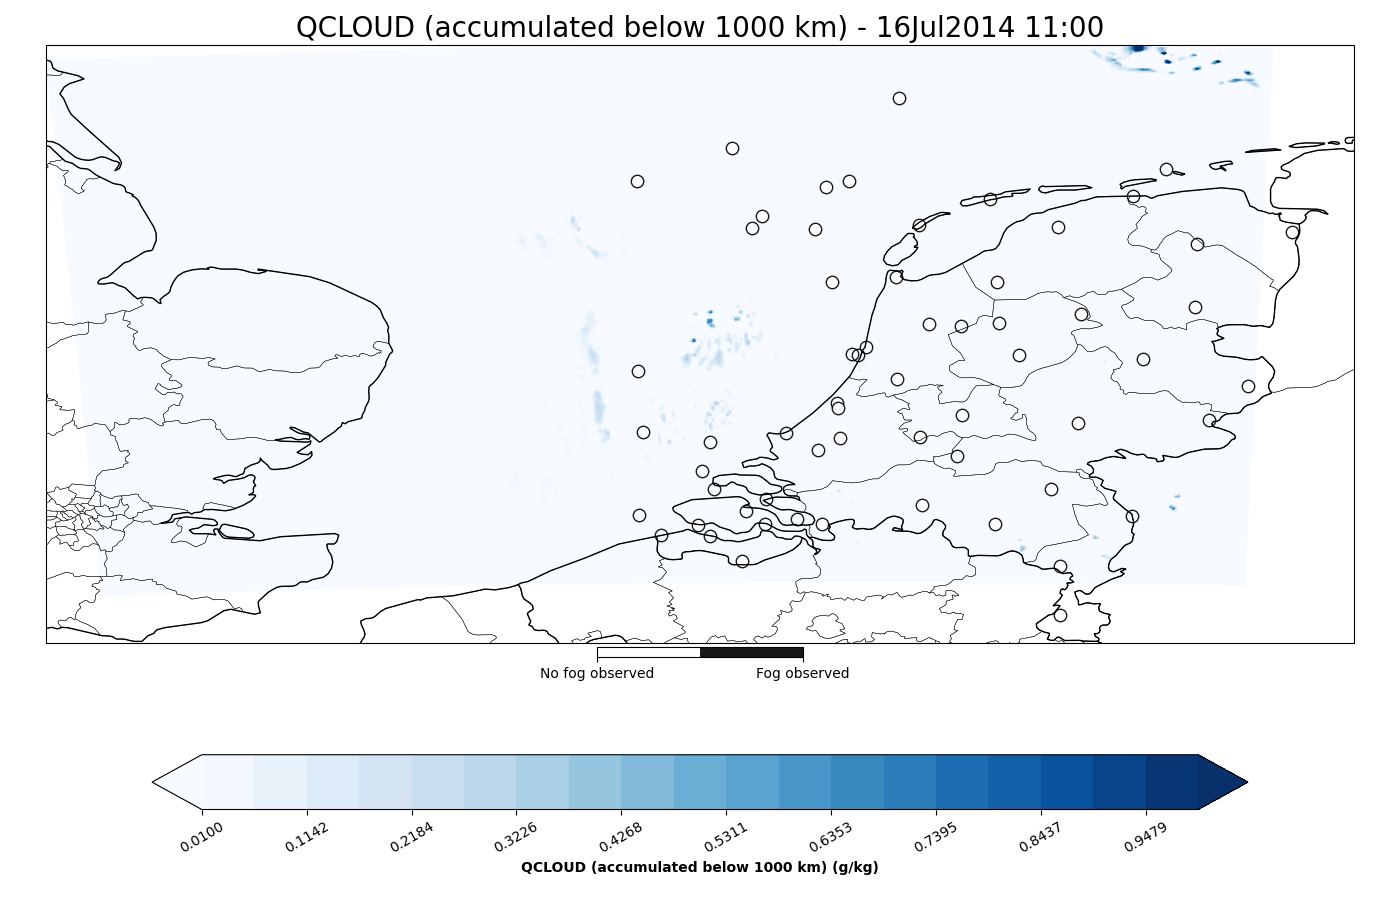 QCLOUD (accumulated below 1000 km) - 16Jul2014 11:00
No fog observed
Fog observed
0.0100
0.1142
0.2184
0.3226
0.4268
0.5311
0.6353
0.7395
0.8437
0.9479
QCLOUD (accumulated below 1000 km) (g/kg)